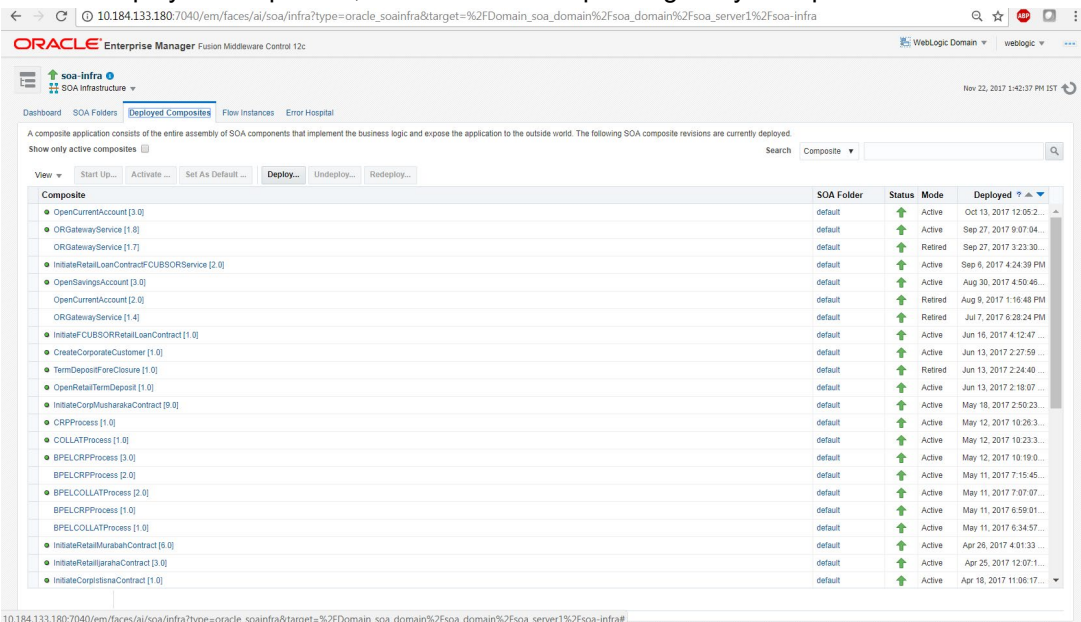 10.184.133.180:7040/em/faces/ai/soa/infra?type=oracle_soainfra&target=%2FDomain_soa_domain%2Fsoa_domain%2Fsoa_server1%2Fsoa-infra
ABP
ORACLE Enterprise Manager Fusion Middleware Control 12c
WebLogic Domain weblogic
soa-infra
SOA Infrastructure
Nov 22, 2017 1:42:37 PM IST
Dashboard SOA Folders Deployed Composites Flow Instances Error Hospital
A composite application consists of the entire assembly of SOA components that implement the business logic and expose the application to the outside world. The following SOA composite revisions are currently deployed.
Show only active composites Search Composite
View Start Up... Activate ... Set As Default ... Deploy... Undeploy... Redeploy...
Composite SOA Folder Status Mode Deployed ?
OpenCurrentAccount [3.0] default Active Oct 13, 2017 12:05:2...
ORGatewayService [1.8] default Active Sep 27, 2017 9:07:04...
ORGatewayService [1.7] default Retired Sep 27, 2017 3:23:30...
InitiateRetailLoanContractFCUBSORService [2.0] default Active Sep 6, 2017 4:24:39 PM
OpenSavingsAccount [3.0] default Active Aug 30, 2017 4:50:46...
OpenCurrentAccount [2.0] default Retired Aug 9, 2017 1:16:48 PM
ORGatewayService [1.4] default Retired Jul 7, 2017 6:28:24 PM
InitiateFCUBSORRetailLoanContract [1.0] default Active Jun 16, 2017 4:12:47 ...
CreateCorporateCustomer [1.0] default Active Jun 13, 2017 2:27:59 ...
TermDepositForeClosure [1.0] default Retired Jun 13, 2017 2:24:40 ...
OpenRetailTermDeposit [1.0] default Active Jun 13, 2017 2:18:07 ...
InitiateCorpMusharakaContract [9.0] default Active May 18, 2017 2:50:23...
CRPProcess [1.0] default Active May 12, 2017 10:26:3...
COLLATProcess [1.0] default Active May 12, 2017 10:23:3...
BPELCRPProcess [3.0] default Active May 12, 2017 10:19:0...
BPELCRPProcess [2.0] default Active May 11, 2017 7:15:45...
BPELCOLLATProcess [2.0] default Active May 11, 2017 7:07:07...
BPELCRPProcess [1.0] default Active May 11, 2017 6:59:01...
BPELCOLLATProcess [1.0] default Active May 11, 2017 6:34:57...
InitiateRetailMurabahContract [6.0] default Active Apr 26, 2017 4:01:33 ...
InitiateRetailIjarahaContract [3.0] default Active Apr 25, 2017 12:07:1...
InitiateCorpIstisnaContract [1.0] default Active Apr 18, 2017 11:06:17...
10.184.133.180:7040/em/faces/ai/soa/infra?type=oracle_soainfra&target=%2FDomain_soa_domain%2Fsoa_domain%2Fsoa_server1%2Fsoa-infra#